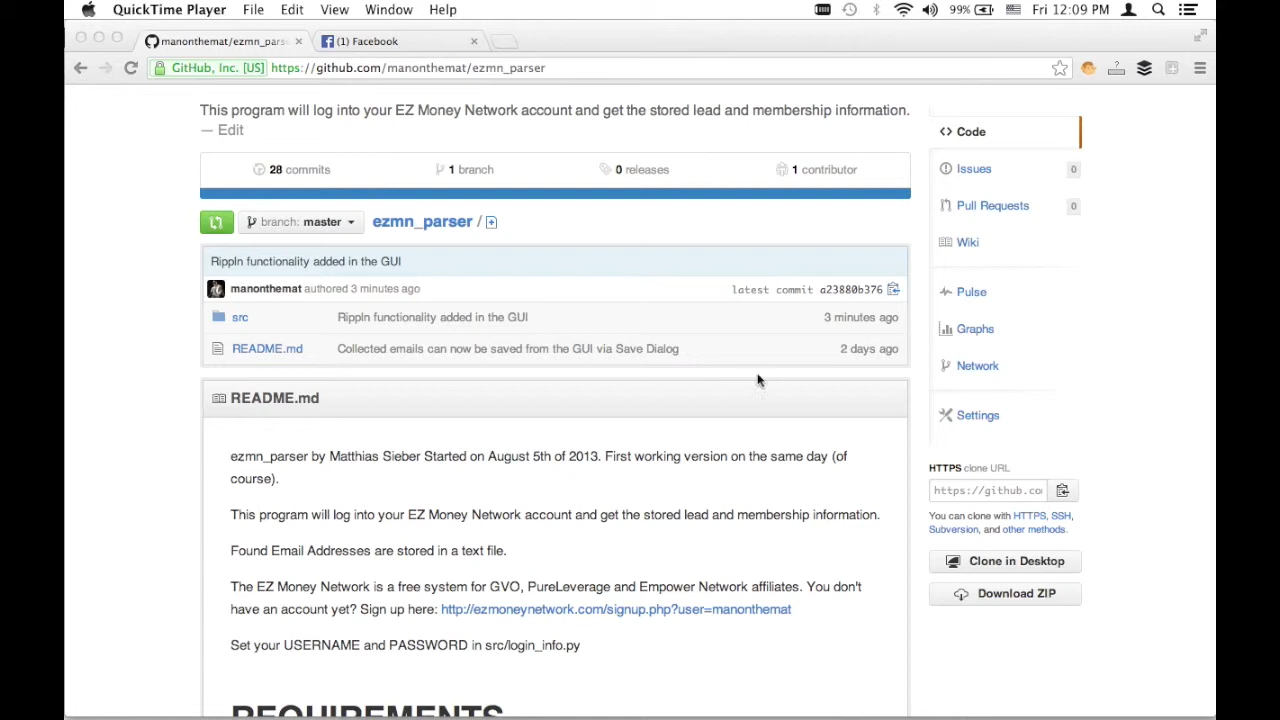 QuickTime Player File Edit View Window Help 99% Fri 12:09 PM
manonthemat/ezmn_pars × (1) Facebook ×
GitHub, Inc. [US] https://github.com/manonthemat/ezmn_parser
This program will log into your EZ Money Network account and get the stored lead and membership information.
— Edit
28 commits 1 branch 0 releases 1 contributor
branch: master ezmn_parser /
Rippln functionality added in the GUI
manonthemat authored 3 minutes ago latest commit a23880b376
src Rippln functionality added in the GUI 3 minutes ago
README.md Collected emails can now be saved from the GUI via Save Dialog 2 days ago
README.md
ezmn_parser by Matthias Sieber Started on August 5th of 2013. First working version on the same day (of
course).
This program will log into your EZ Money Network account and get the stored lead and membership information.
Found Email Addresses are stored in a text file.
The EZ Money Network is a free system for GVO, PureLeverage and Empower Network affiliates. You don't
have an account yet? Sign up here: http://ezmoneynetwork.com/signup.php?user=manonthemat
Set your USERNAME and PASSWORD in src/login_info.py
REQUIREMENTS
Code
Issues 0
Pull Requests 0
Wiki
Pulse
Graphs
Network
Settings
HTTPS clone URL
https://github.co
You can clone with HTTPS, SSH,
Subversion, and other methods.
Clone in Desktop
Download ZIP